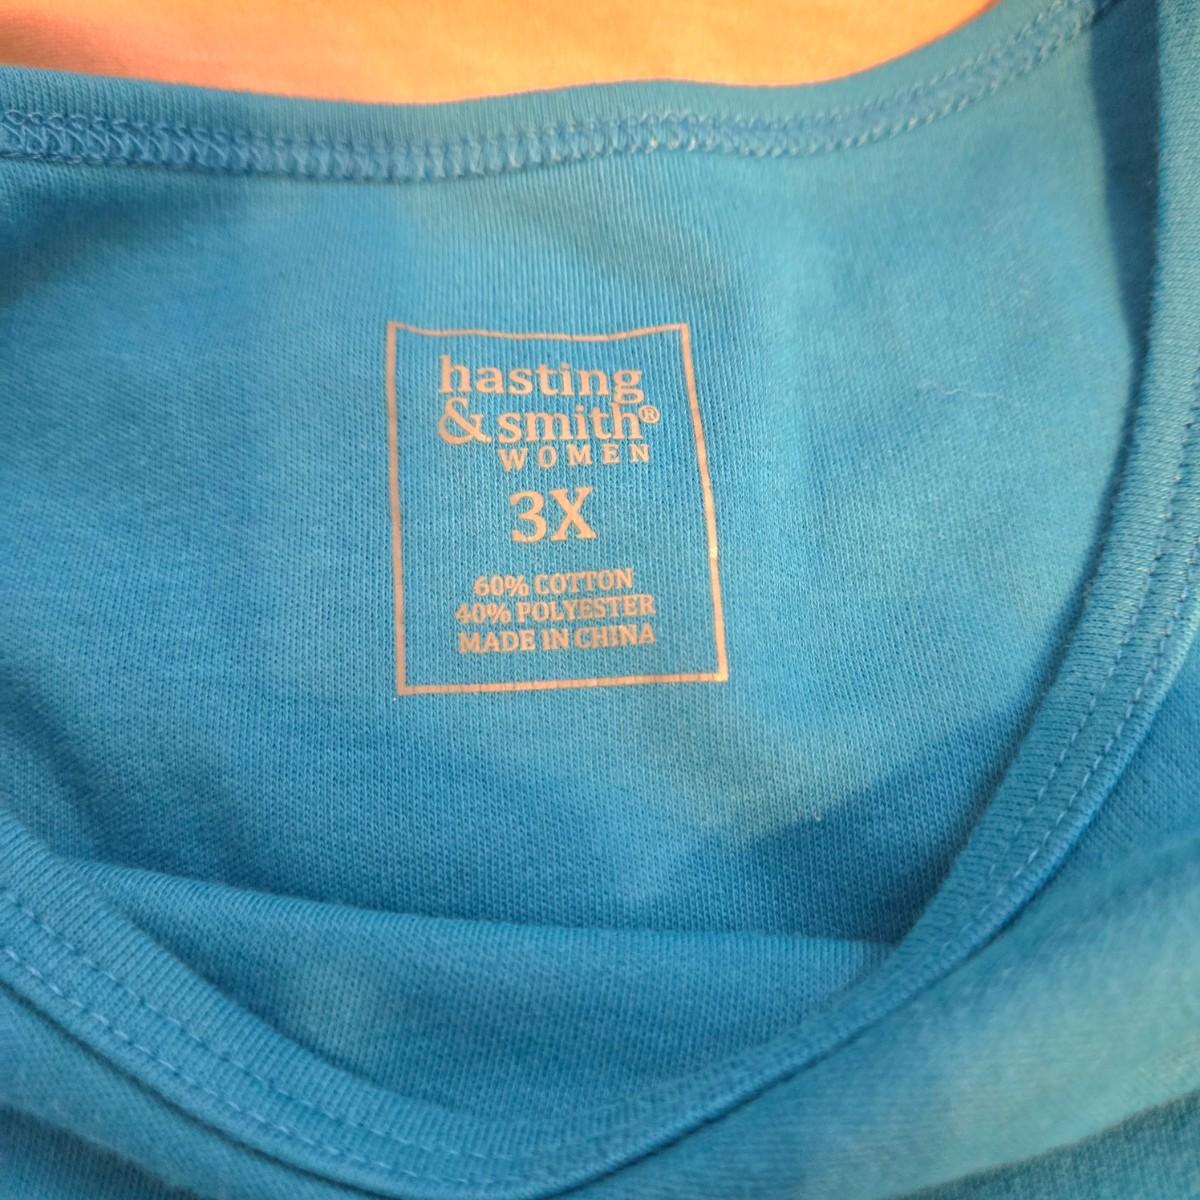 hasting
& smith®
WOMEN
3X
60% COTTON
40% POLYESTER
MADE IN CHINA